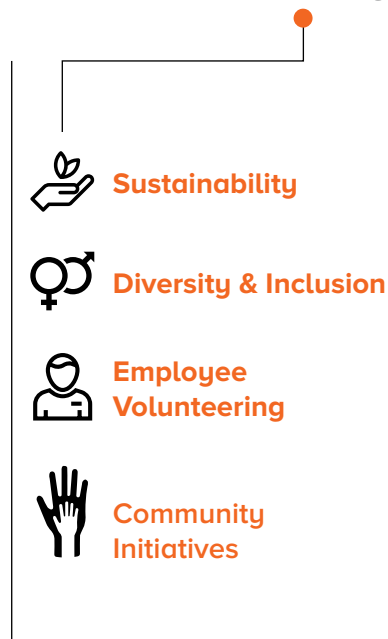 Sustainability
Diversity & Inclusion
Employee
Volunteering
Community
Initiatives